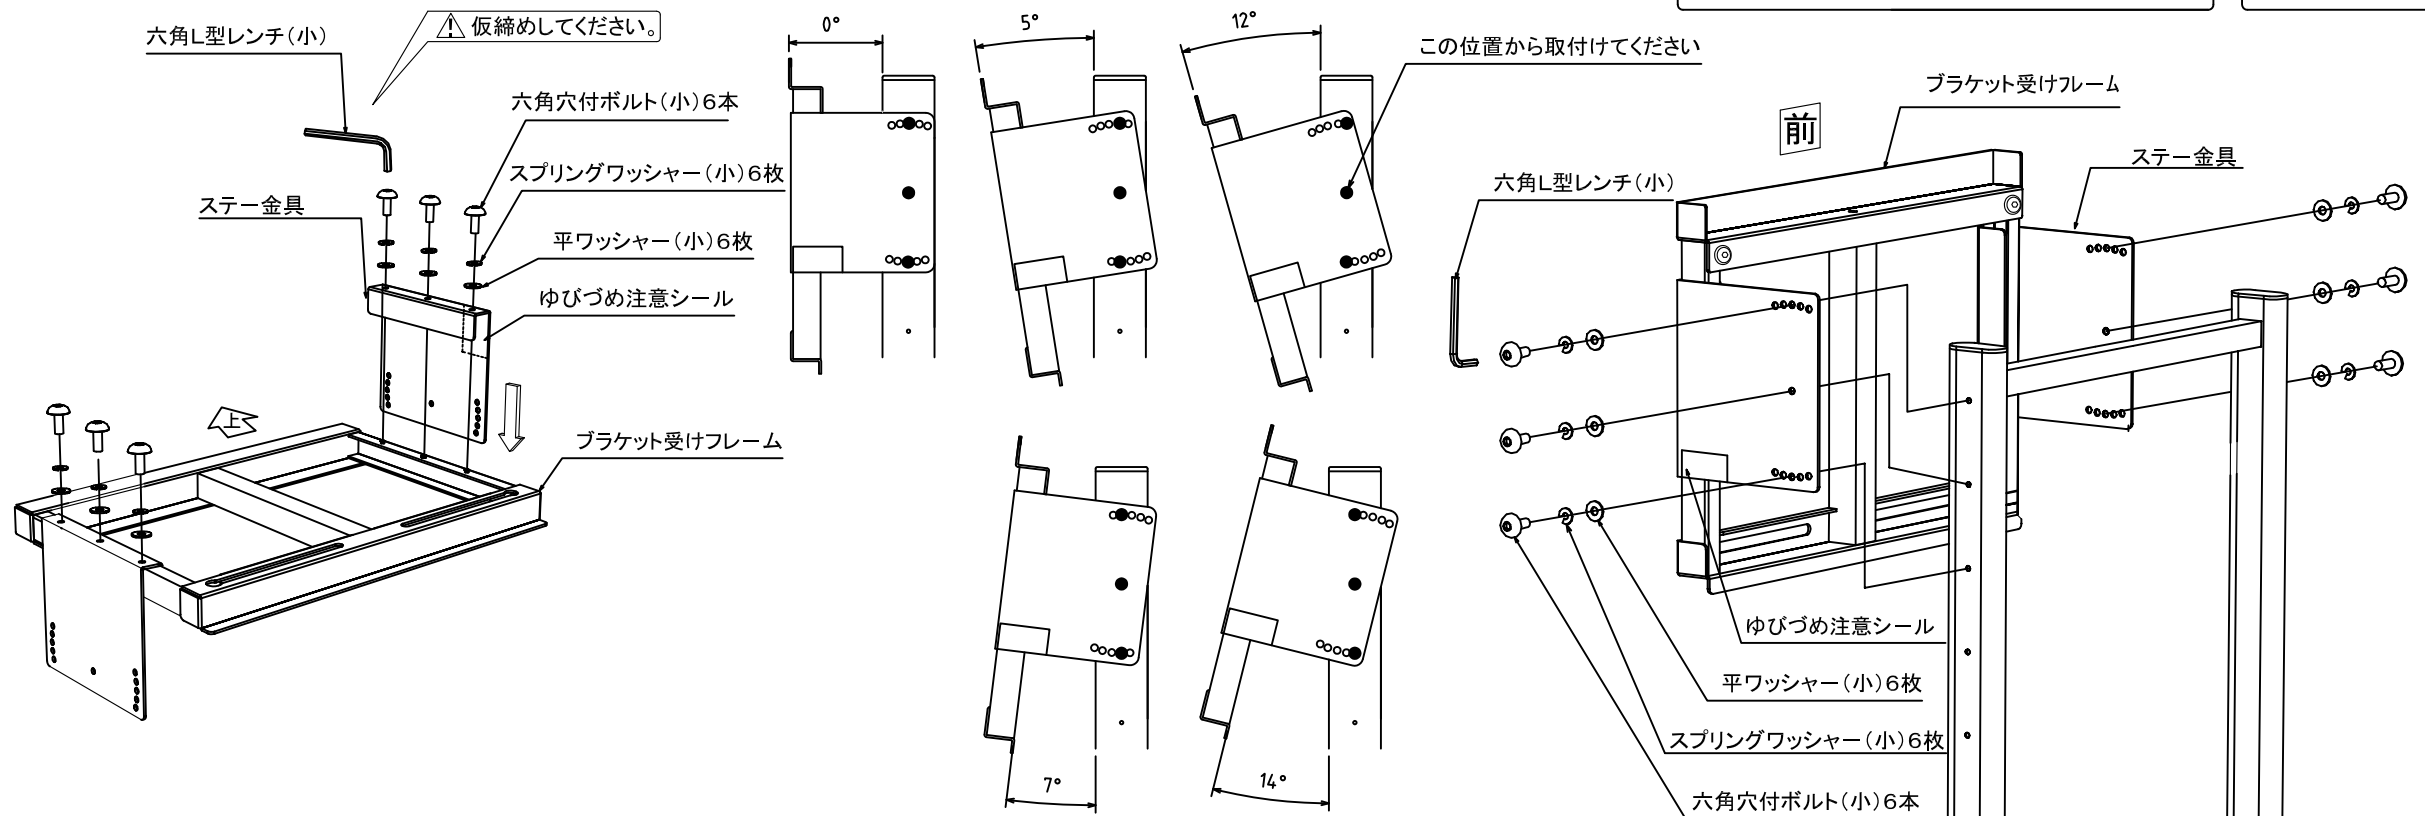 六角L型レンチ（小）
⚠ 仮締めしてください。
六角穴付ボルト（小）6本
スプリングワッシャー（小）6枚
ステー金具
平ワッシャー（小）6枚
ゆびづめ注意シール
上
ブラケット受けフレーム
0°
5°
12°
この位置から取付けてください
7°
14°
ブラケット受けフレーム
前
ステー金具
六角L型レンチ（小）
ゆびづめ注意シール
平ワッシャー（小）6枚
スプリングワッシャー（小）6枚
六角穴付ボルト（小）6本